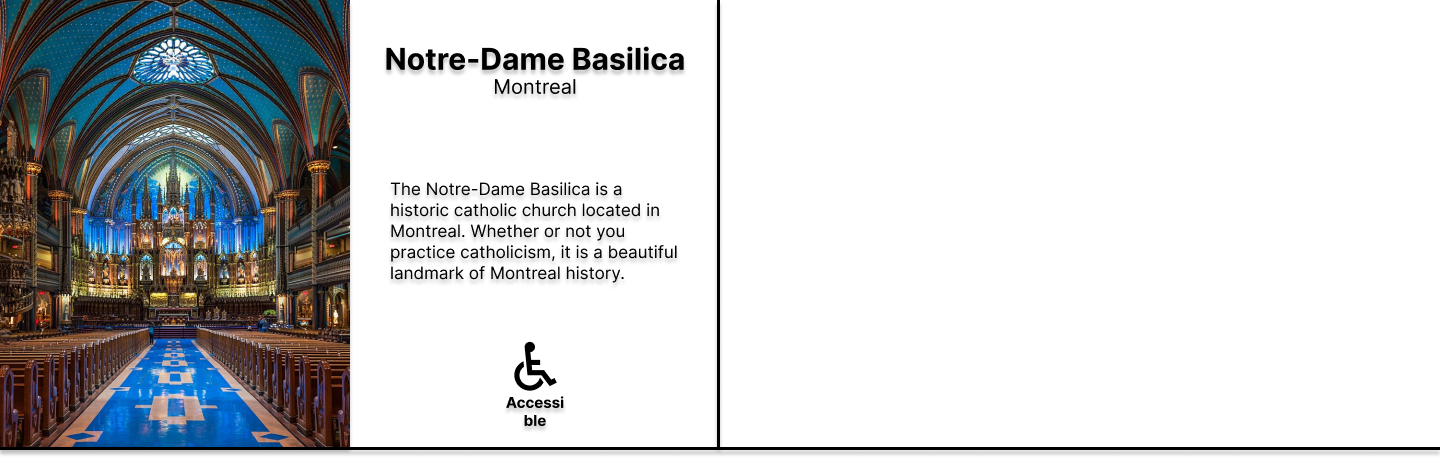 Notre-Dame Basilica
Montreal
The Notre-Dame Basilica is a
historic catholic church located in
Montreal. Whether or not you
practice catholicism, it is a beautiful
landmark of Montreal history.
Accessi
ble